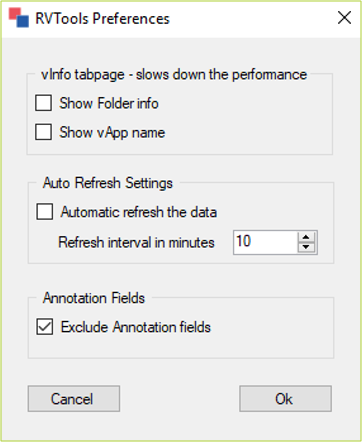 RVTools Preferences
vInfo tabpage - slows down the performance
Show Folder info
Show vApp name
Auto Refresh Settings
Automatic refresh the data
Refresh interval in minutes 10
Annotation Fields
Exclude Annotation fields
Cancel Ok